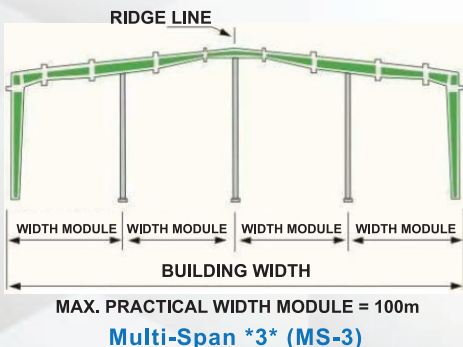 RIDGE LINE
WIDTH MODULE WIDTH MODULE WIDTH MODULE WIDTH MODULE
BUILDING WIDTH
MAX. PRACTICAL WIDTH MODULE = 100m
Multi-Span *3* (MS-3)